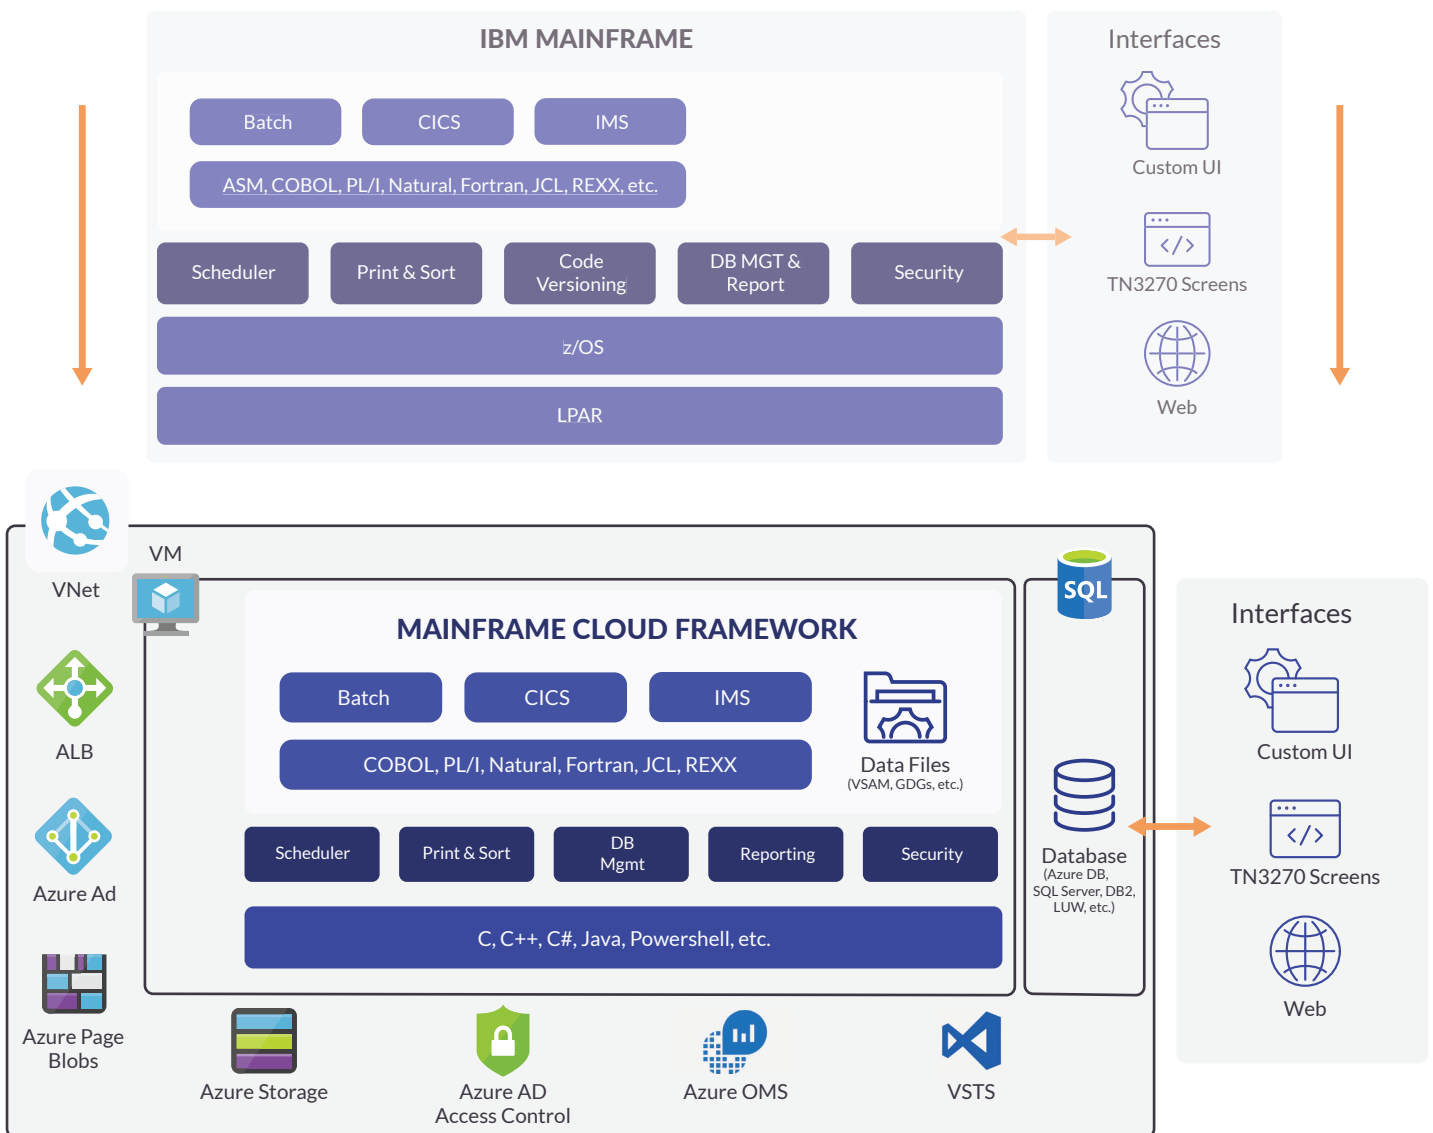 IBM MAINFRAME
Interfaces
Batch
CICS
IMS
ASM, COBOL, PL/I, Natural, Fortran, JCL, REXX, etc.
Custom UI
Scheduler
Print & Sort
Code
Versioning
DB MGT &
Report
Security
TN3270 Screens
z/OS
Web
LPAR
VNet
VM
SQL
Interfaces
MAINFRAME CLOUD FRAMEWORK
Batch
CICS
IMS
COBOL, PL/I, Natural, Fortran, JCL, REXX
Data Files
(VSAM, GDGs, etc.)
ALB
Custom UI
Scheduler
Print & Sort
DB
Mgmt
Reporting
Security
Database
(Azure DB,
SQL Server, DB2,
LUW, etc.)
TN3270 Screens
Azure Ad
C, C++, C#, Java, Powershell, etc.
Web
Azure Page
Blobs
Azure Storage
Azure AD
Access Control
Azure OMS
VSTS